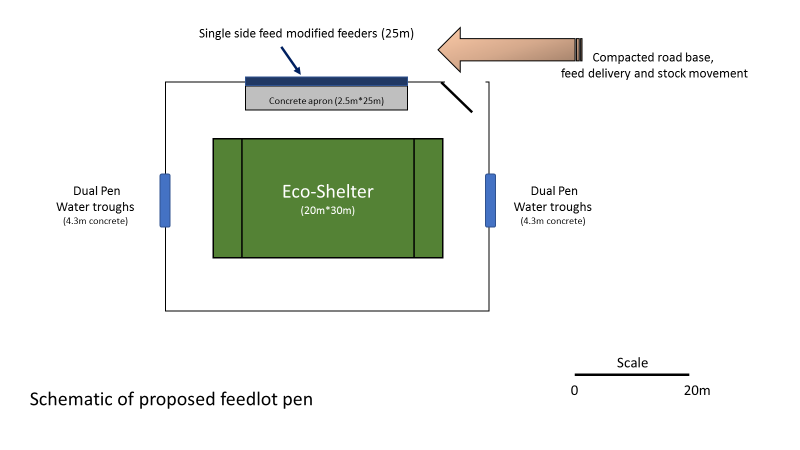 Single side feed modified feeders (25m)
Compacted road base,
feed delivery and stock movement
Concrete apron (2.5m*25m)
Dual Pen
Water troughs
(4.3m concrete)
Eco-Shelter
(20m*30m)
Dual Pen
Water troughs
(4.3m concrete)
Scale
0 20m
Schematic of proposed feedlot pen